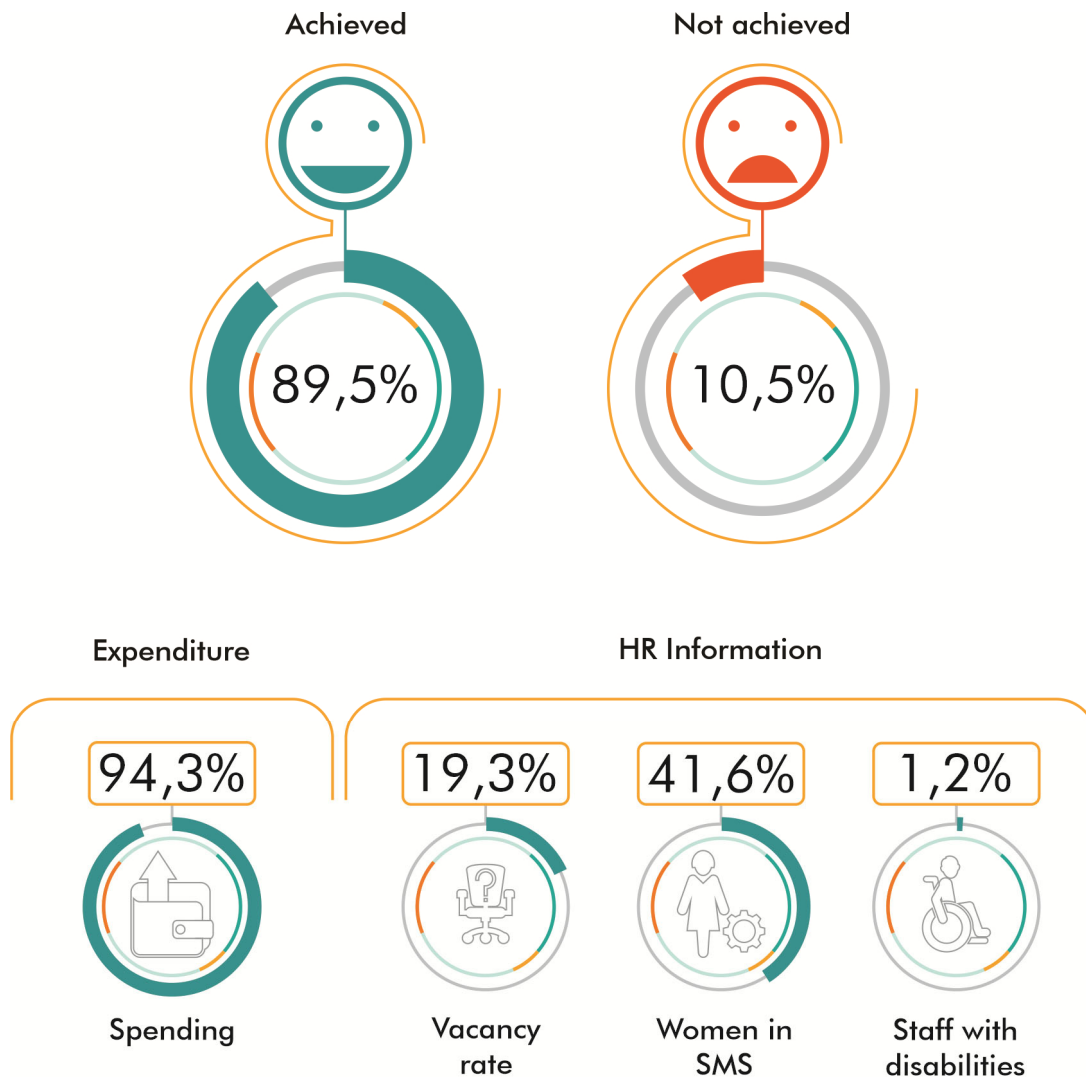 Achieved
Not achieved
89,5%
10,5%
Expenditure
HR Information
94,3%
19,3%
41,6%
1,2%
?
Spending
Vacancy
rate
Women in
SMS
Staff with
disabilities